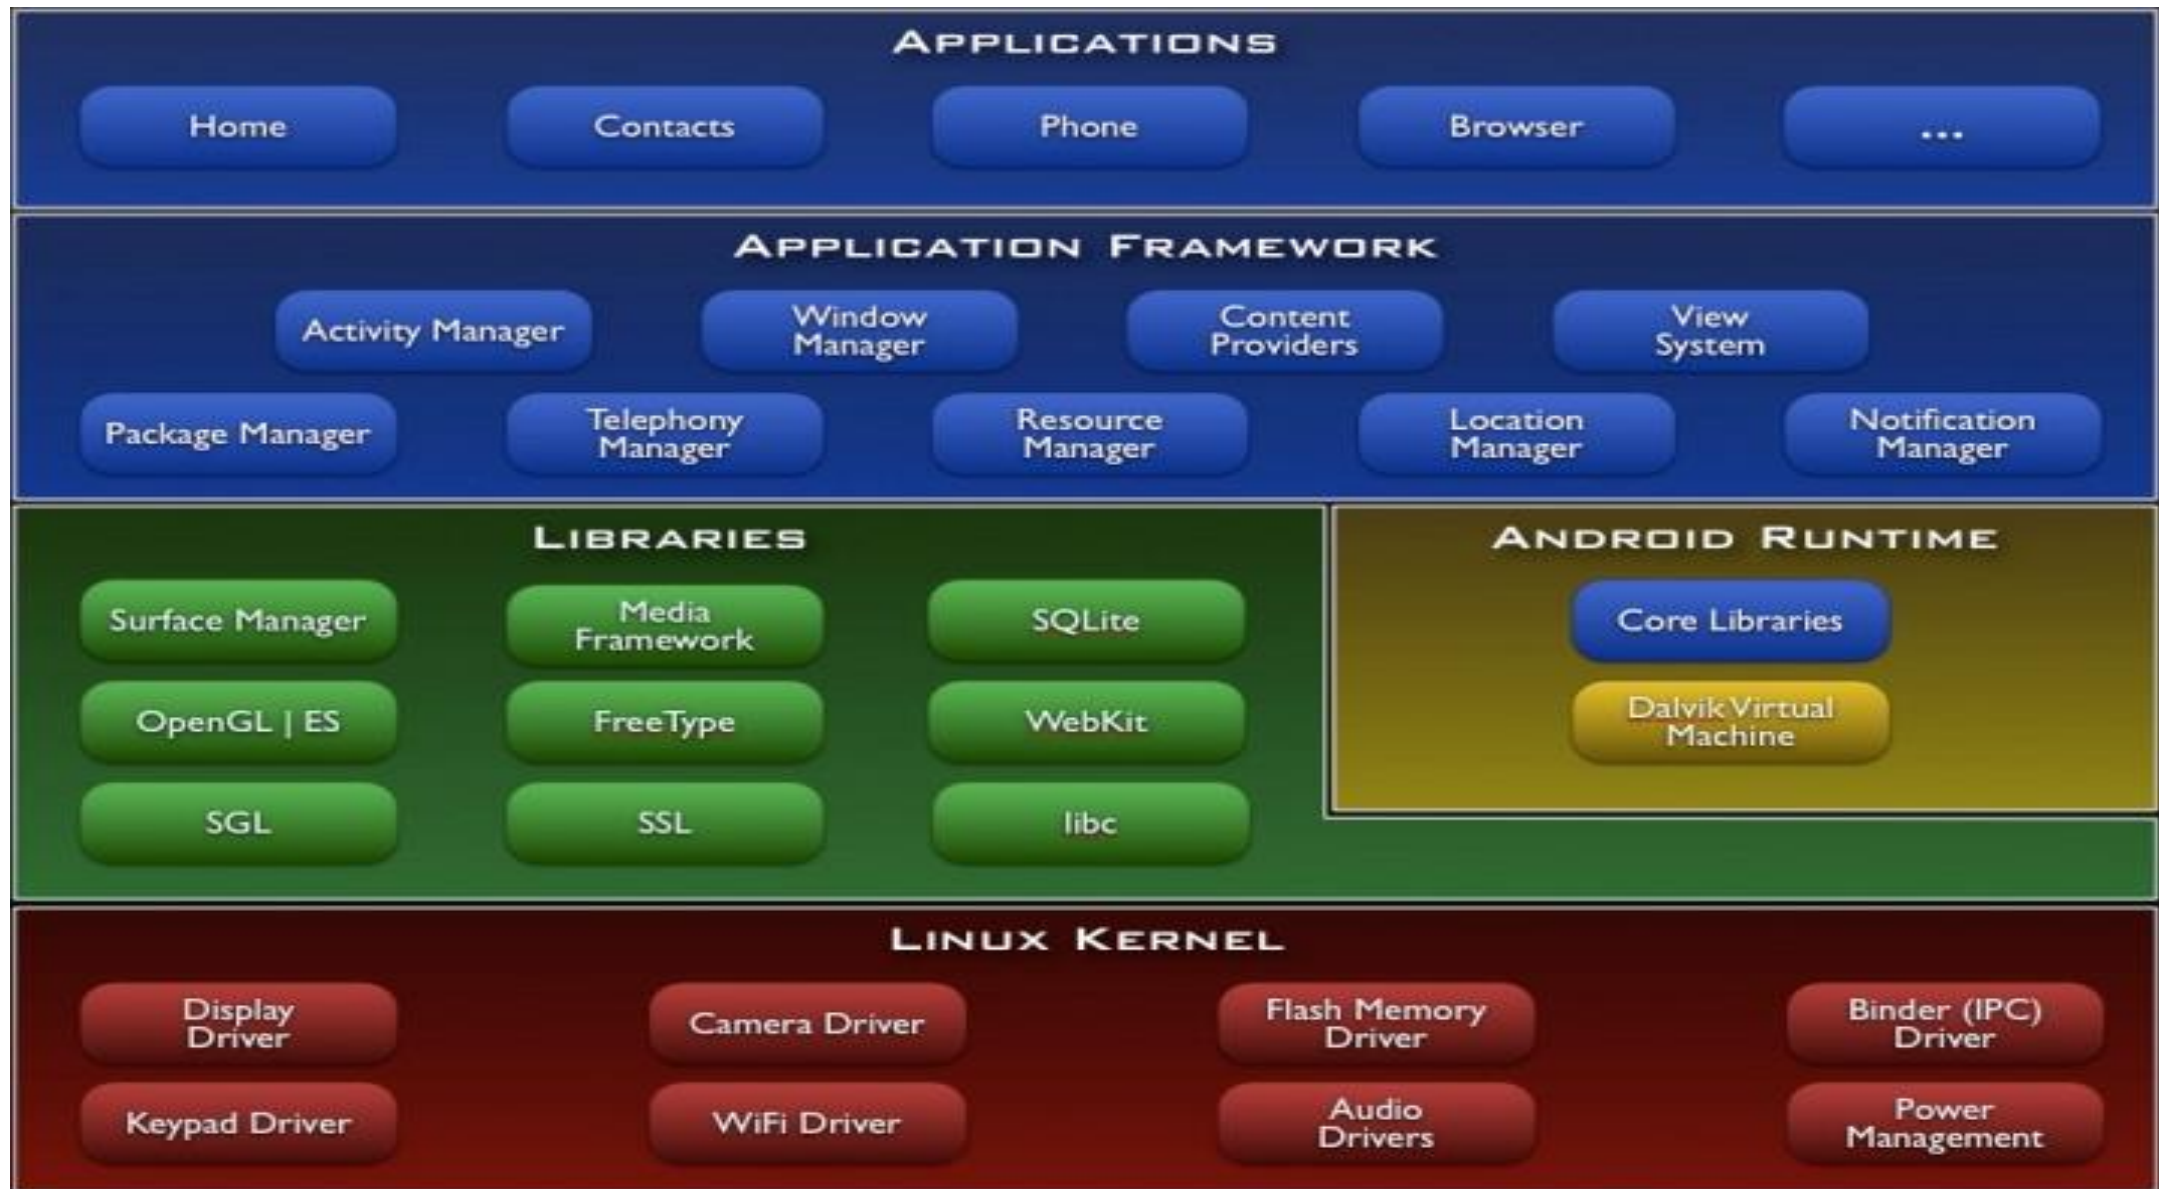 APPLICATIONS
Home
Contacts
Phone
Browser
...
APPLICATION FRAMEWORK
Activity Manager
Window
Manager
Content
Providers
View
System
Package Manager
Telephony
Manager
Resource
Manager
Location
Manager
Notification
Manager
LIBRARIES
Surface Manager
Media
Framework
SQLite
OpenGL | ES
FreeType
WebKit
SGL
SSL
libc
ANDROID RUNTIME
Core Libraries
Dalvik Virtual
Machine
LINUX KERNEL
Display
Driver
Camera Driver
Flash Memory
Driver
Binder (IPC)
Driver
Keypad Driver
WiFi Driver
Audio
Drivers
Power
Management